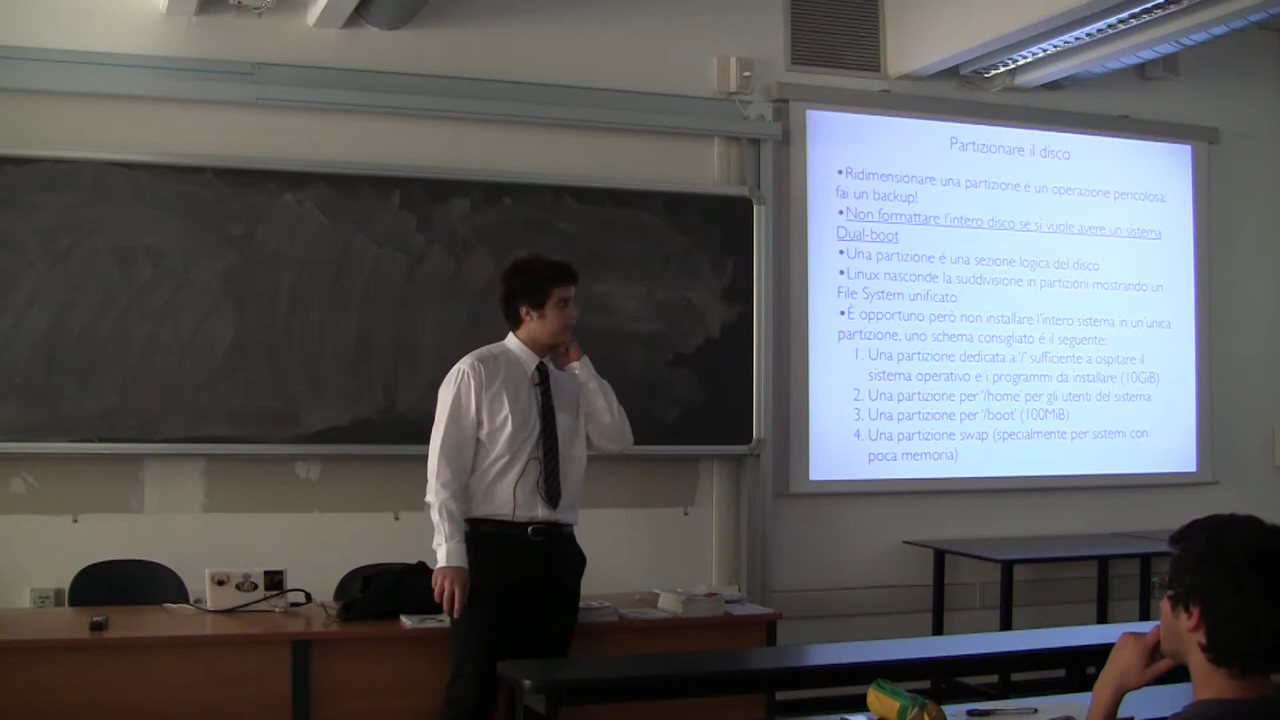 Partizionare il disco
•Ridimensionare una partizione é un operazione pericolosa:
fai un backup!
•Non formattare l'intero disco se si vuole avere un sistema
Dual-boot
•Una partizione é una sezione logica del disco
•Linux nasconde la suddivisione in partizioni mostrando un
File System unificato
•È opportuno però non installare l'intero sistema in un'unica
partizione, uno schema consigliato é il seguente:
1. Una partizione dedicata a '/' sufficiente a ospitare il
sistema operativo e i programmi da installare (10GiB)
2. Una partizione per '/home' per gli utenti del sistema
3. Una partizione per '/boot' (100MiB)
4. Una partizione swap (specialmente per sistemi con
poca memoria)